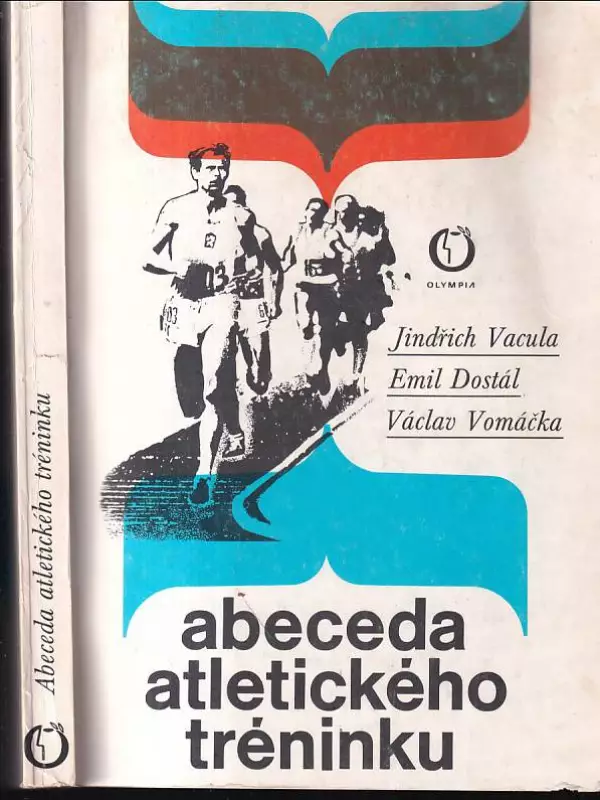 OLYMPIA
Jindřich Vacula
Emil Dostál
Václav Vomáčka
abeceda
atletického
tréninku
Abeceda atletického tréninku